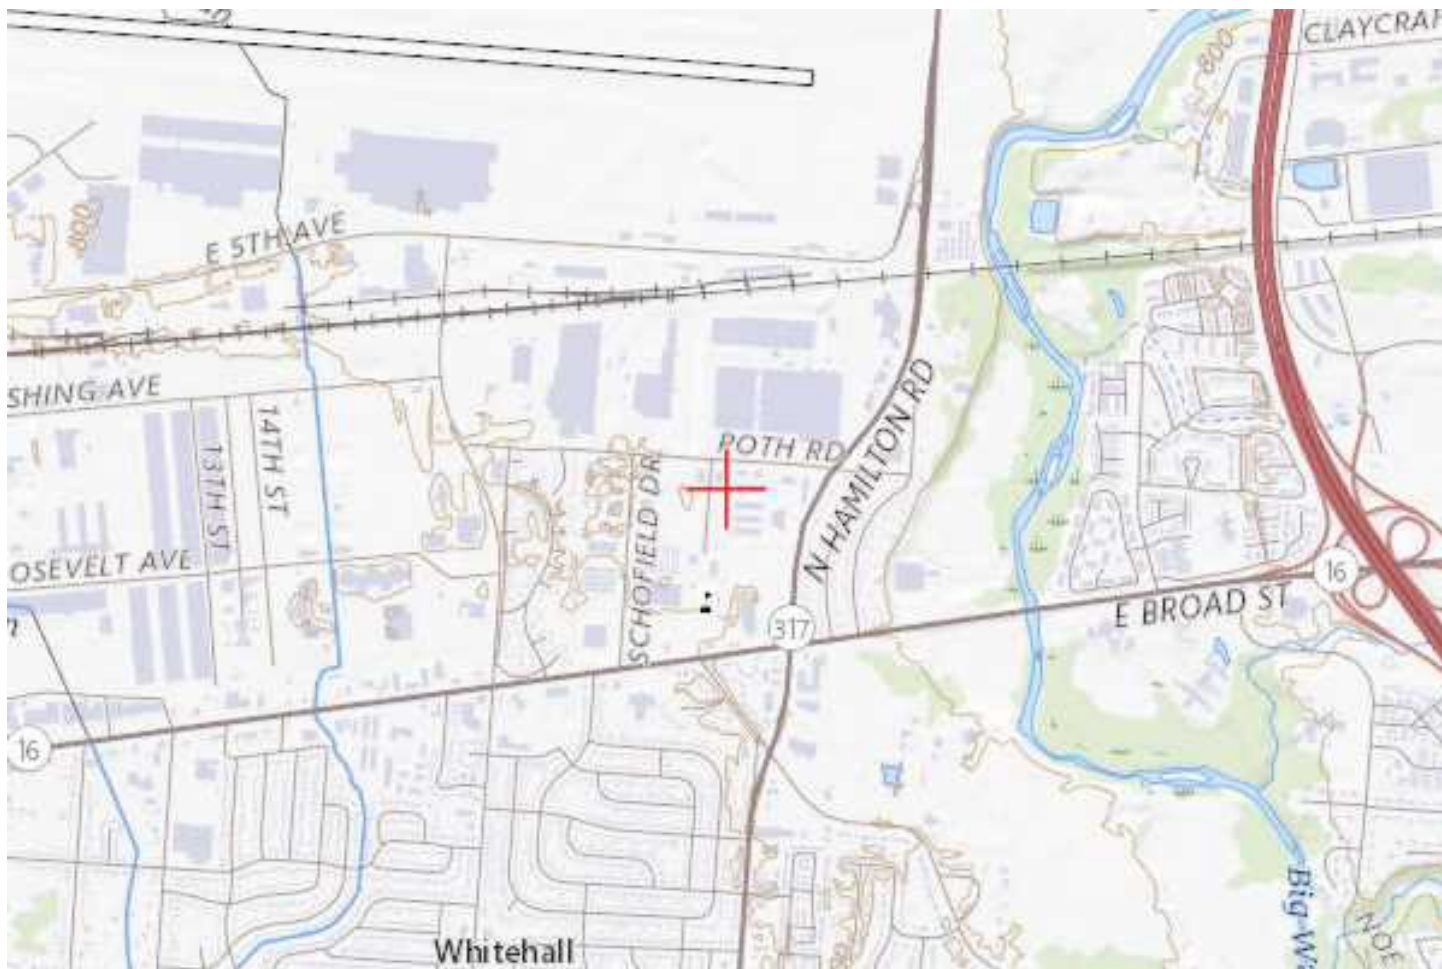 CLAYCRAF
800
E 5TH AVE
800
SHING AVE
N HAMILTON RD
13TH ST
14TH ST
POTH RD
SCHOFIELD DR
OSEVELT AVE
16
E BROAD ST
317
16
Big W
NOE
Whitehall